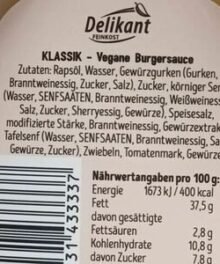 Delikant
FEINKOST
KLASSIK - Vegane Burgersauce
Zutaten: Rapsöl, Wasser, Gewürzgurken (Gurken,
Branntweinessig, Zucker, Salz), Zucker, körniger Senf
(Wasser, SENFSAATEN, Branntweinessig, Weißweinessig,
Salz, Zucker, Sherryessig, Gewürze), Speisesalz,
modifizierte Stärke, Branntweinessig, Gewürzextrakt
Tafelsenf (Wasser, SENFSAATEN, Branntweinessig, Salz
Gewürze, Zucker), Zwiebeln, Tomatenmark, Gewürze
Nährwertangaben pro 100 g:
Energie 1673 kJ / 400 kcal
Fett 37,5 g
davon gesättigte
Fettsäuren 2,8 g
Kohlenhydrate 10,8 g
davon Zucker 7,8 g
31 433337